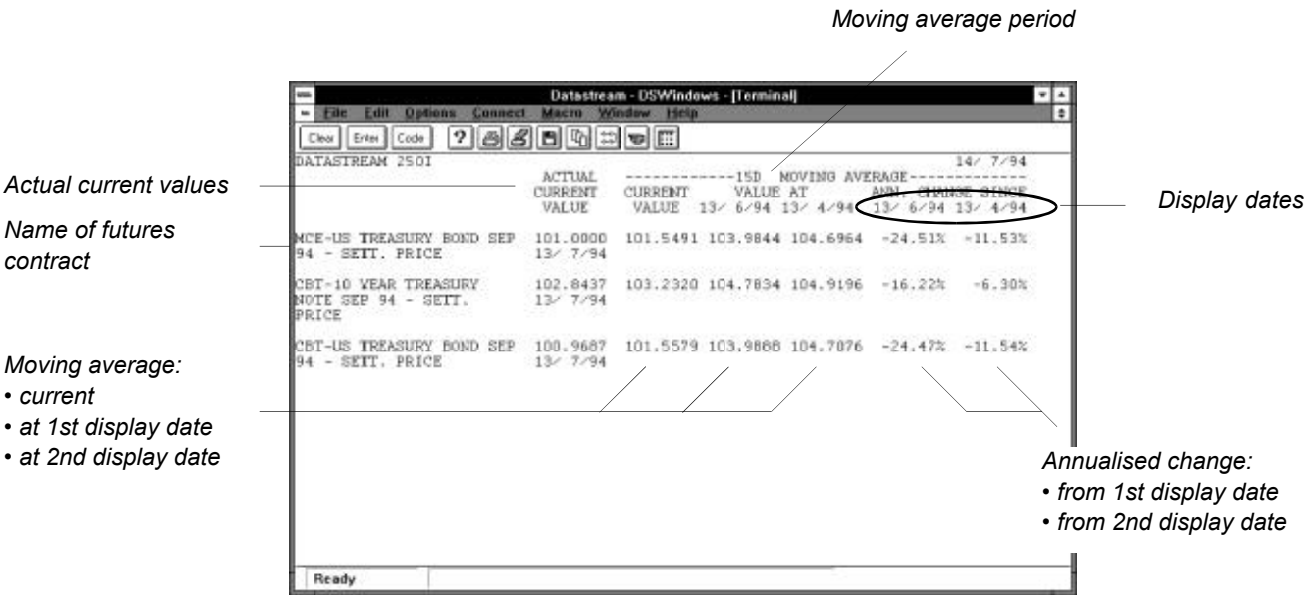 Moving average period
Datastream - DSWindows - [Terminal]
File Edit Options Connect Macro Window Help
Clear Enter Code ?
DATASTREAM 250I 14/ 7/94
ACTUAL ------------15D MOVING AVERAGE-------------
CURRENT CURRENT VALUE AT ANN. CHANGE SINCE
VALUE VALUE 13/ 6/94 13/ 4/94 13/ 6/94 13/ 4/94
MCE-US TREASURY BOND SEP 101.0000 101.5491 103.9844 104.6964 -24.51% -11.53%
94 - SETT. PRICE 13/ 7/94
CBT-10 YEAR TREASURY 102.8437 103.2320 104.7834 104.9196 -16.22% -6.30%
NOTE SEP 94 - SETT. 13/ 7/94
PRICE
CBT-US TREASURY BOND SEP 100.9687 101.5579 103.9888 104.7076 -24.47% -11.54%
94 - SETT. PRICE 13/ 7/94
Ready
Actual current values
Name of futures
contract
Moving average:
• current
• at 1st display date
• at 2nd display date
Display dates
Annualised change:
• from 1st display date
• from 2nd display date